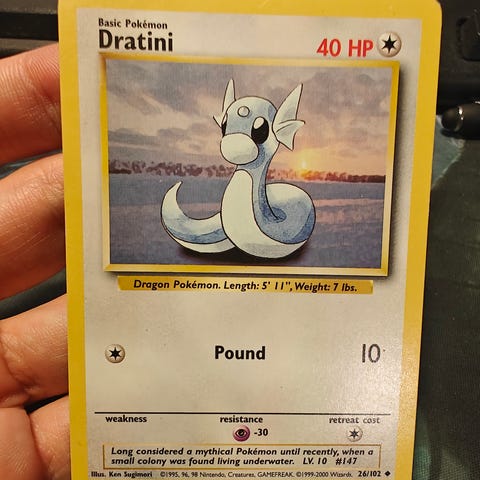 Basic Pokémon
Dratini
40 HP
Dragon Pokémon. Length: 5' 11", Weight: 7 lbs.
Pound 10
weakness resistance retreat cost
-30
Long considered a mythical Pokémon until recently, when a
small colony was found living underwater. LV. 10 #147
Illus. Ken Sugimori ©1995, 96, 98 Nintendo, Creatures, GAMEFREAK. ©1999-2000 Wizards. 26/102